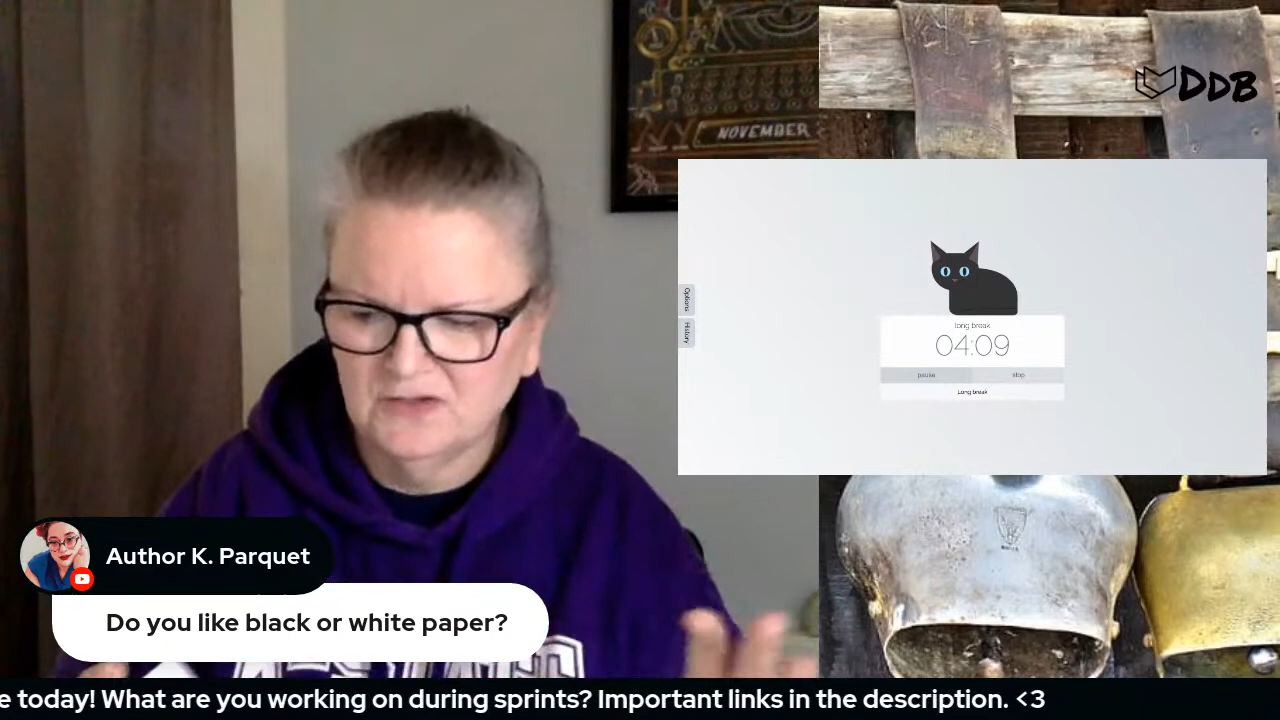 NOVEMBER
DDB
Options
History
long break
04:09
pause
stop
Long break
Author K. Parquet
Do you like black or white paper?
e today! What are you working on during sprints? Important links in the description. <3